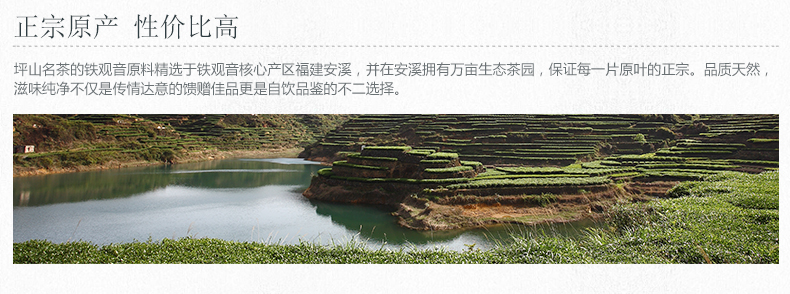 正宗原产 性价比高
坪山名茶的铁观音原料精选于铁观音核心产区福建安溪，并在安溪拥有万亩生态茶园，保证每一片原叶的正宗。品质天然，
滋味纯净不仅是传情达意的馈赠佳品更是自饮品鉴的不二选择。